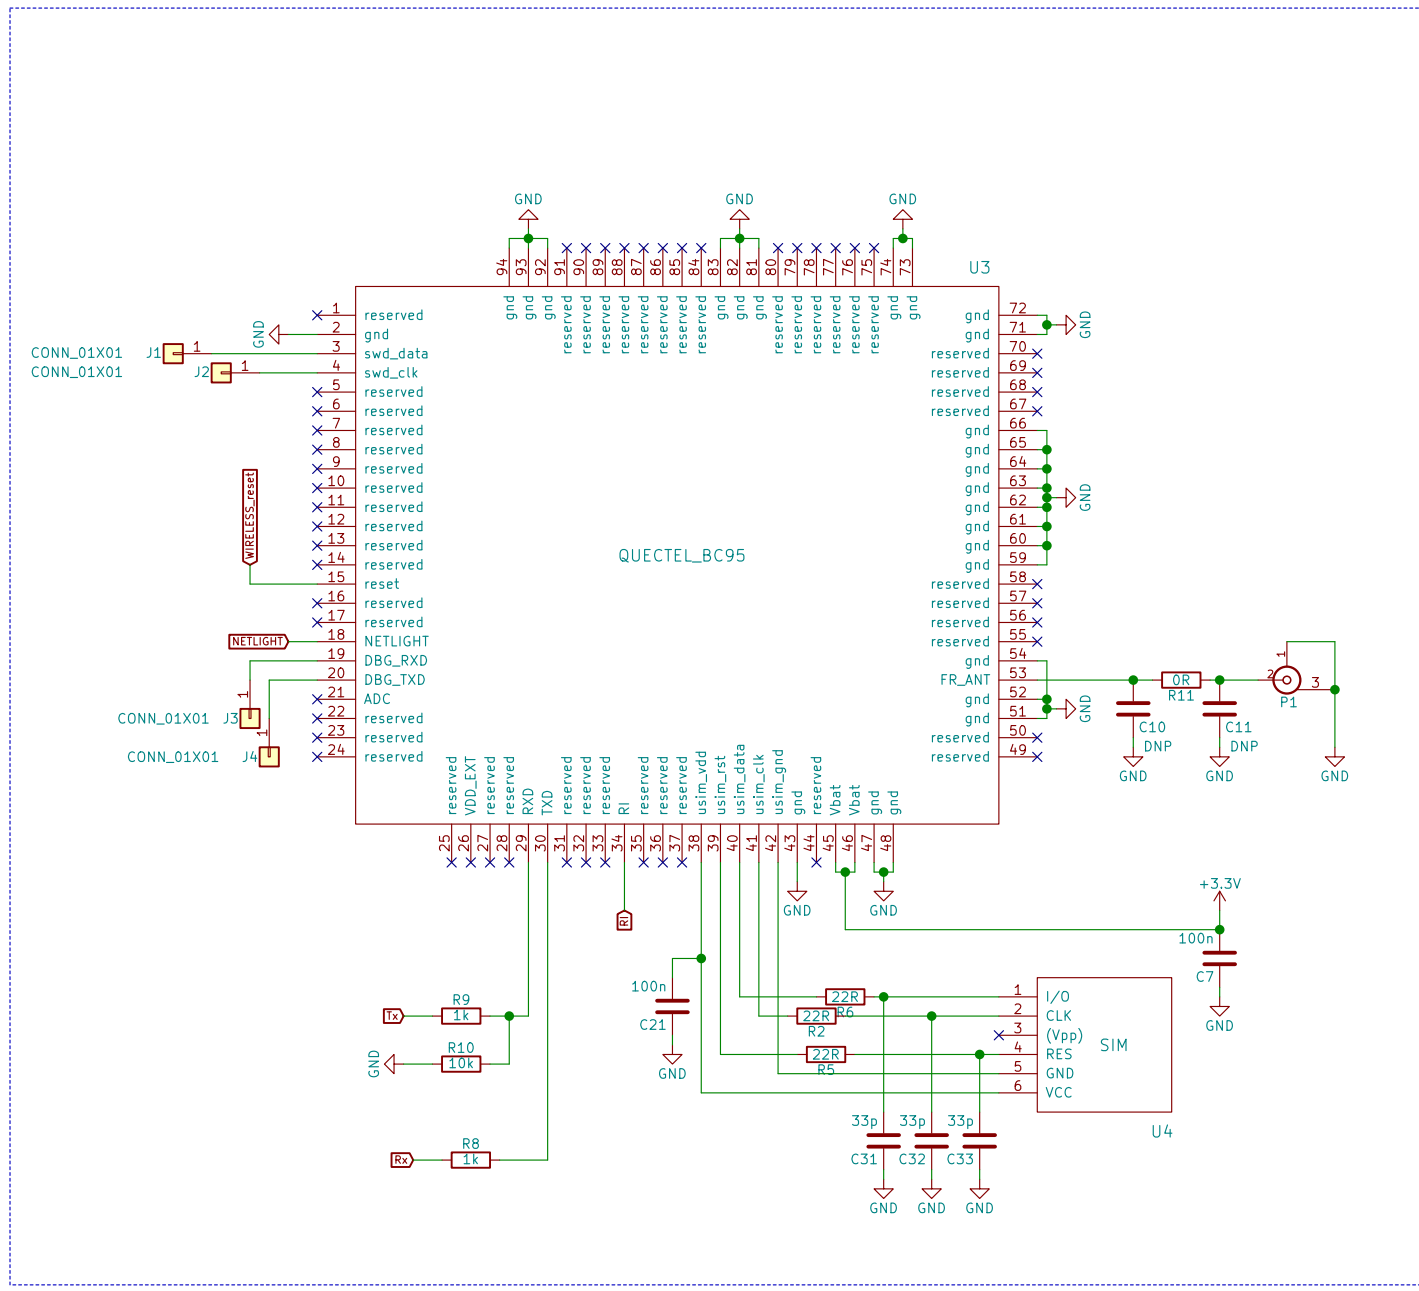 GND
GND
GND
U3
94
93
92
91
90
89
88
87
86
85
84
83
82
81
80
79
78
77
76
75
74
73
gnd
gnd
gnd
reserved
reserved
reserved
reserved
reserved
reserved
reserved
reserved
gnd
gnd
gnd
reserved
reserved
reserved
reserved
reserved
reserved
gnd
gnd
1 reserved
GND 2 gnd
CONN_01X01 J1 1 3 swd_data
CONN_01X01 J2 1 4 swd_clk
5 reserved
6 reserved
7 reserved
8 reserved
9 reserved
10 reserved
11 reserved
12 reserved
13 reserved
14 reserved
WIRELESS_reset
15 reset
16 reserved
17 reserved
NETLIGHT 18 NETLIGHT
19 DBG_RXD
20 DBG_TXD
21 ADC
22 reserved
23 reserved
24 reserved
1
CONN_01X01 J3
1
CONN_01X01 J4
QUECTEL_BC95
gnd 72
gnd 71
GND
reserved 70
reserved 69
reserved 68
reserved 67
gnd 66
gnd 65
gnd 64
gnd 63
gnd 62
GND
gnd 61
gnd 60
gnd 59
reserved 58
reserved 57
reserved 56
reserved 55
gnd 54
FR_ANT 53
gnd 52
gnd 51
GND
reserved 50
reserved 49
0R
R11
1
2
3
P1
C10
DNP
GND
C11
DNP
GND
GND
reserved
VDD_EXT
reserved
reserved
RXD
TXD
reserved
reserved
reserved
RI
reserved
reserved
reserved
usim_vdd
usim_rst
usim_data
usim_clk
usim_gnd
gnd
reserved
Vbat
Vbat
gnd
gnd
25
26
27
28
29
30
31
32
33
34
35
36
37
38
39
40
41
42
43
44
45
46
47
48
RI
GND
GND
+3.3V
100n
C7
GND
100n
C21
GND
R9
Tx
1k
R10
GND
10k
R8
Rx
1k
22R
R6
22R
R2
22R
R5
1 I/O
2 CLK
3 (Vpp)
4 RES
5 GND
6 VCC
SIM
U4
33p
C31
GND
33p
C32
GND
33p
C33
GND